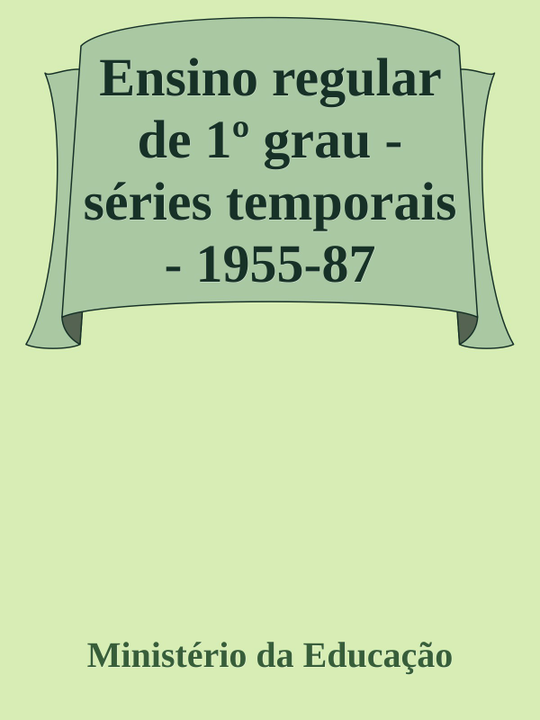 Ensino regular
de 1º grau -
séries temporais
- 1955-87
Ministério da Educação